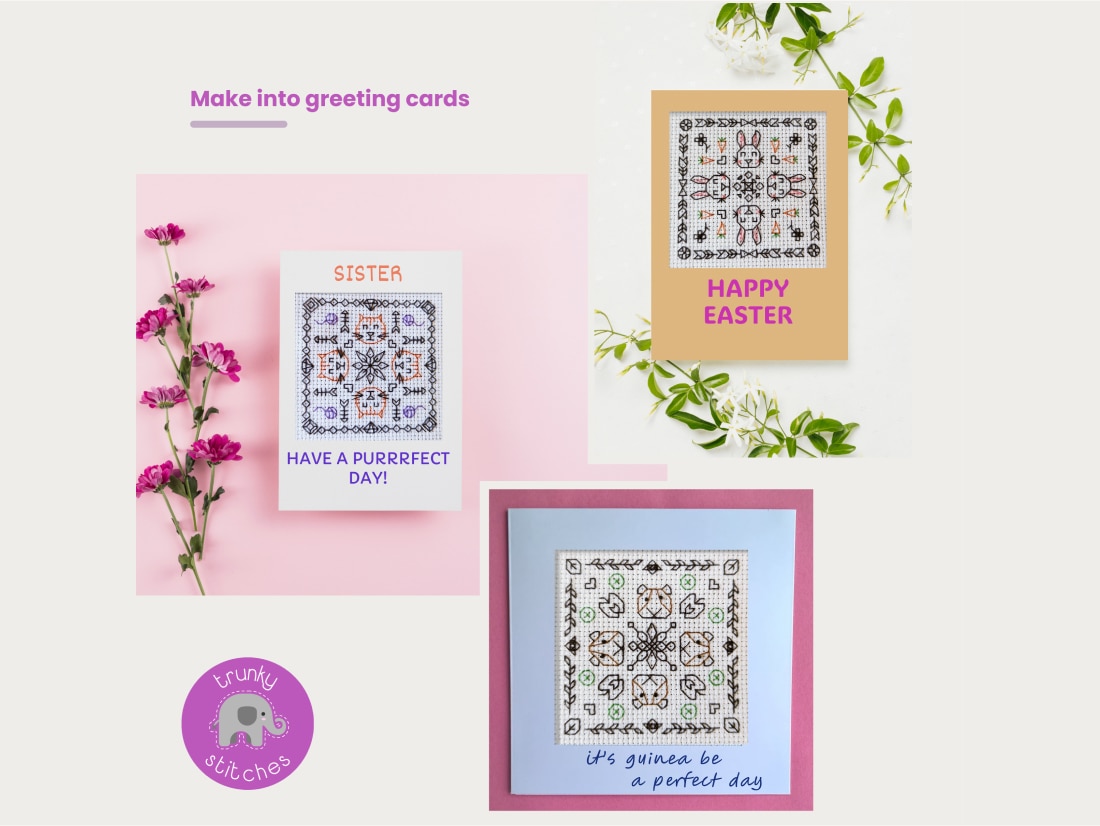 Make into greeting cards
HAPPY
EASTER
SISTER
HAVE A PURRRFECT
DAY!
it's guinea be
a perfect day
trunky
stitches